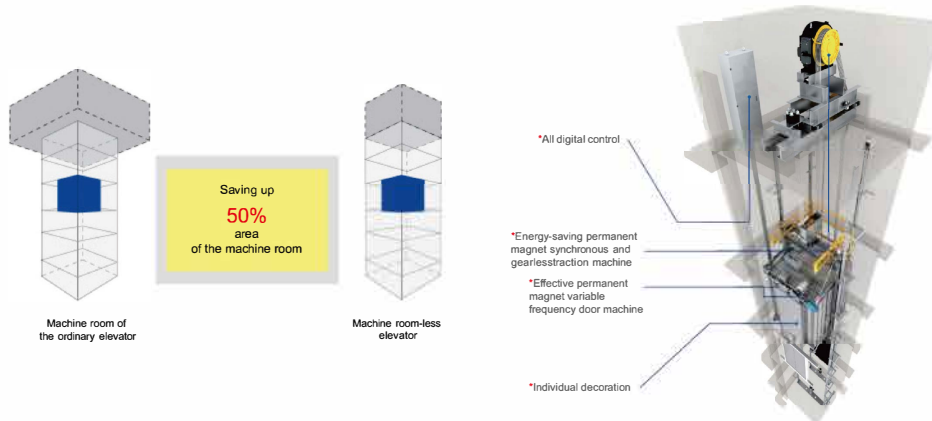 Saving up
50%
area
of the machine room
Machine room of
the ordinary elevator
Machine room-less
elevator
*All digital control
*Energy-saving permanent
magnet synchronous and
gearlesstraction machine
*Effective permanent
magnet variable
frequency door machine
*Individual decoration